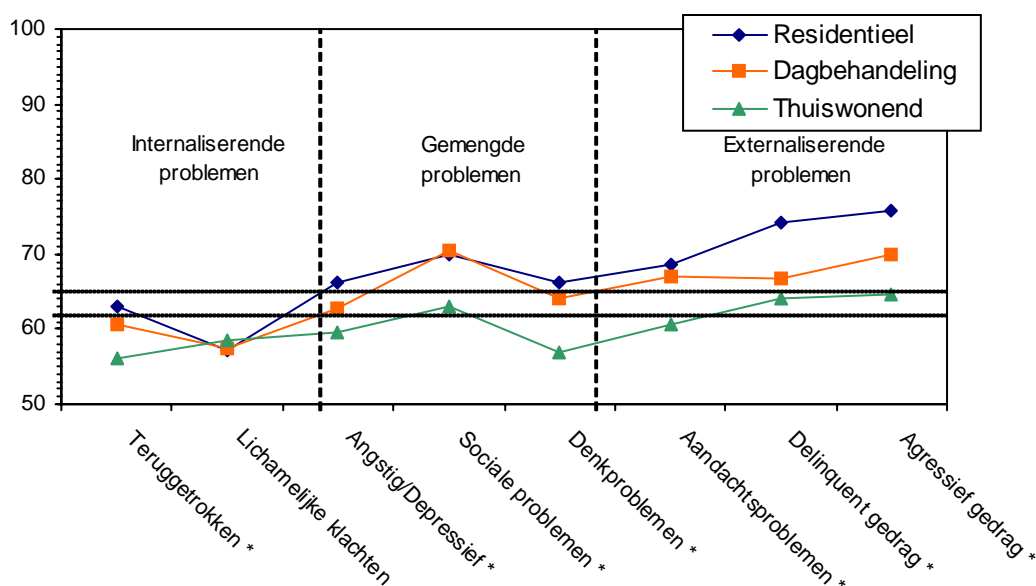 100
90
80
70
60
50
Residentieel
Dagbehandeling
Thuiswonend
Internaliserende
problemen
Gemengde
problemen
Externaliserende
problemen
Teruggetrokken *
Lichamelijke klachten
Angstig/Depressief *
Sociale problemen *
Denkproblemen *
Aandachtsproblemen *
Delinquent gedrag *
Agressief gedrag *